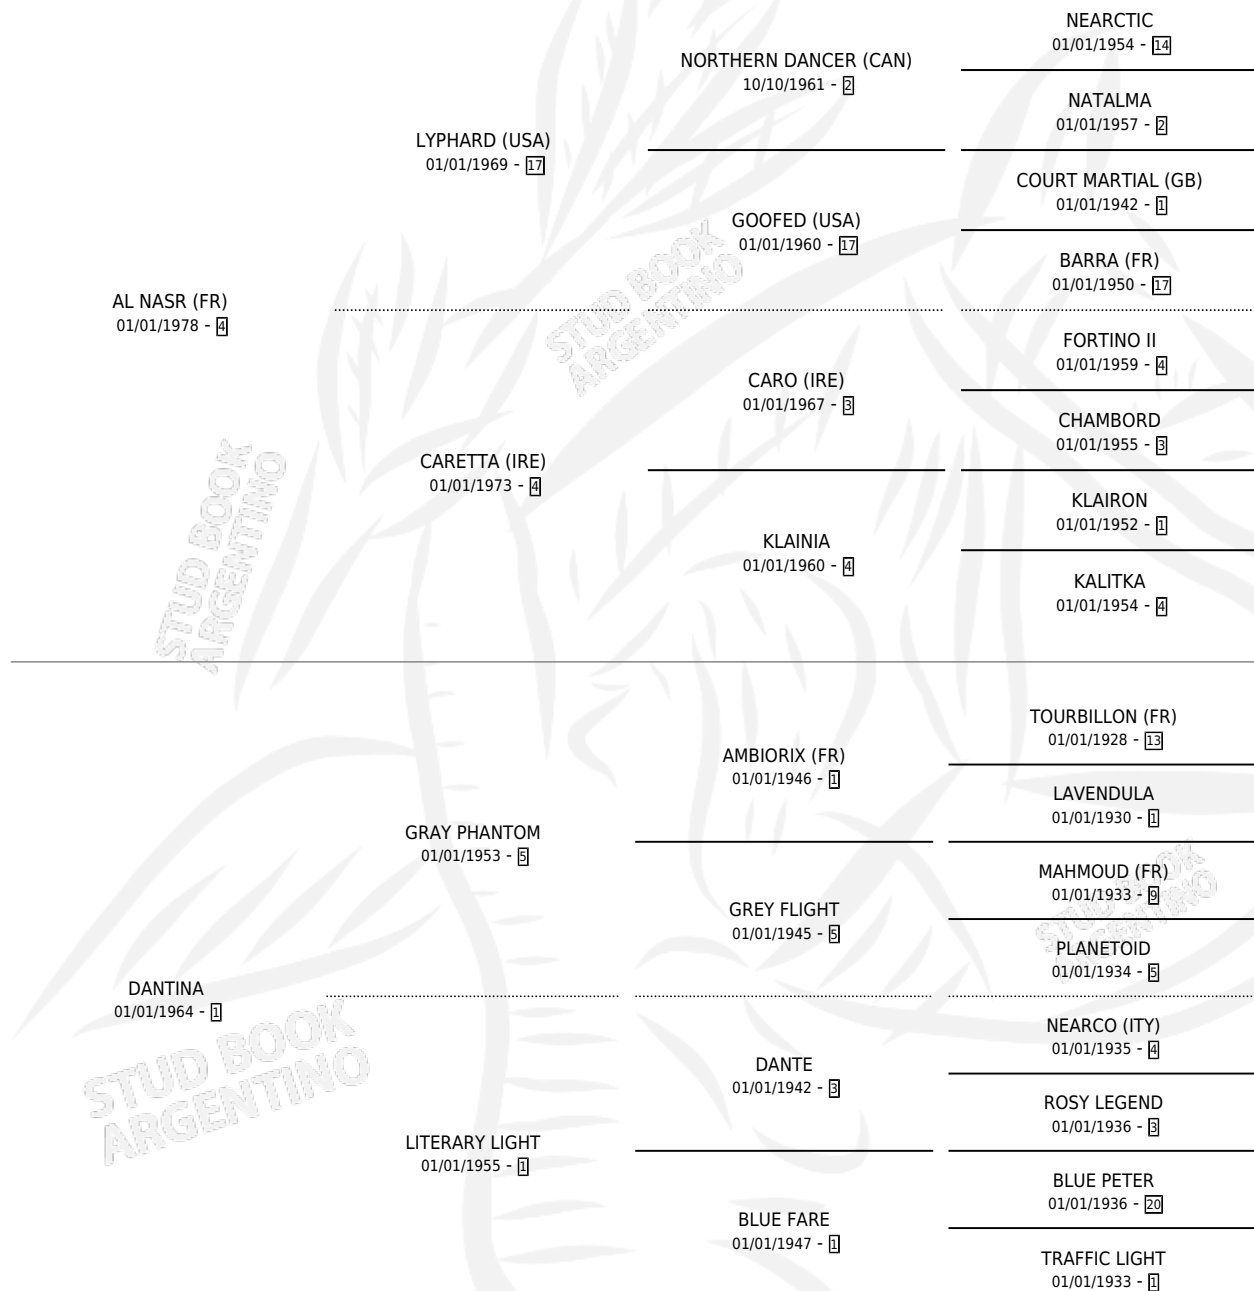 NEARCTIC
01/01/1954 - 14
NORTHERN DANCER (CAN)
10/10/1961 - 2
NATALMA
01/01/1957 - 2
LYPHARD (USA)
01/01/1969 - 17
COURT MARTIAL (GB)
01/01/1942 - 1
GOOFED (USA)
01/01/1960 - 17
BARRA (FR)
01/01/1950 - 17
AL NASR (FR)
01/01/1978 - 4
STUD BOOK
ARGENTINO
FORTINO II
01/01/1959 - 4
CARO (IRE)
01/01/1967 - 3
CHAMBORD
01/01/1955 - 3
CARETTA (IRE)
01/01/1973 - 4
KLAIRON
01/01/1952 - 1
KLAINIA
01/01/1960 - 4
KALITKA
01/01/1954 - 4
STUD BOOK
ARGENTINO
TOURBILLON (FR)
01/01/1928 - 13
AMBIORIX (FR)
01/01/1946 - 1
LAVENDULA
01/01/1930 - 1
GRAY PHANTOM
01/01/1953 - 5
MAHMOUD (FR)
01/01/1933 - 9
GREY FLIGHT
01/01/1945 - 5
PLANETOID
01/01/1934 - 5
STUD BOOK
ARGENTINO
DANTINA
01/01/1964 - 1
NEARCO (ITY)
01/01/1935 - 4
DANTE
01/01/1942 - 3
ROSY LEGEND
01/01/1936 - 3
STUD BOOK
ARGENTINO
LITERARY LIGHT
01/01/1955 - 1
BLUE PETER
01/01/1936 - 20
BLUE FARE
01/01/1947 - 1
TRAFFIC LIGHT
01/01/1933 - 1